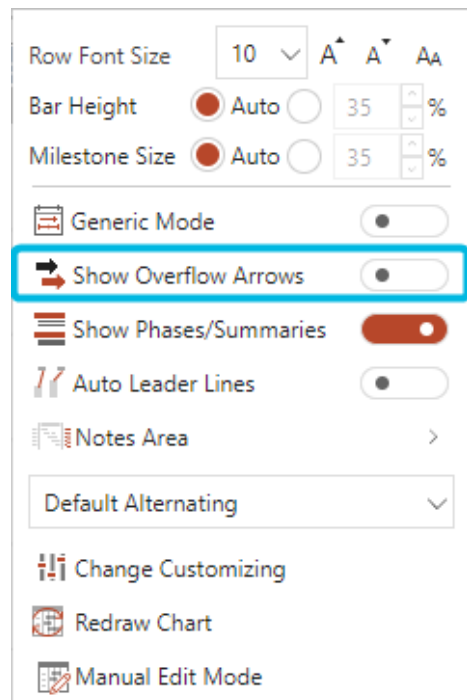 Row Font Size 10 A A AA
Bar Height Auto 35 %
Milestone Size Auto 35 %
Generic Mode
Show Overflow Arrows
Show Phases/Summaries
Auto Leader Lines
Notes Area
Default Alternating
Change Customizing
Redraw Chart
Manual Edit Mode